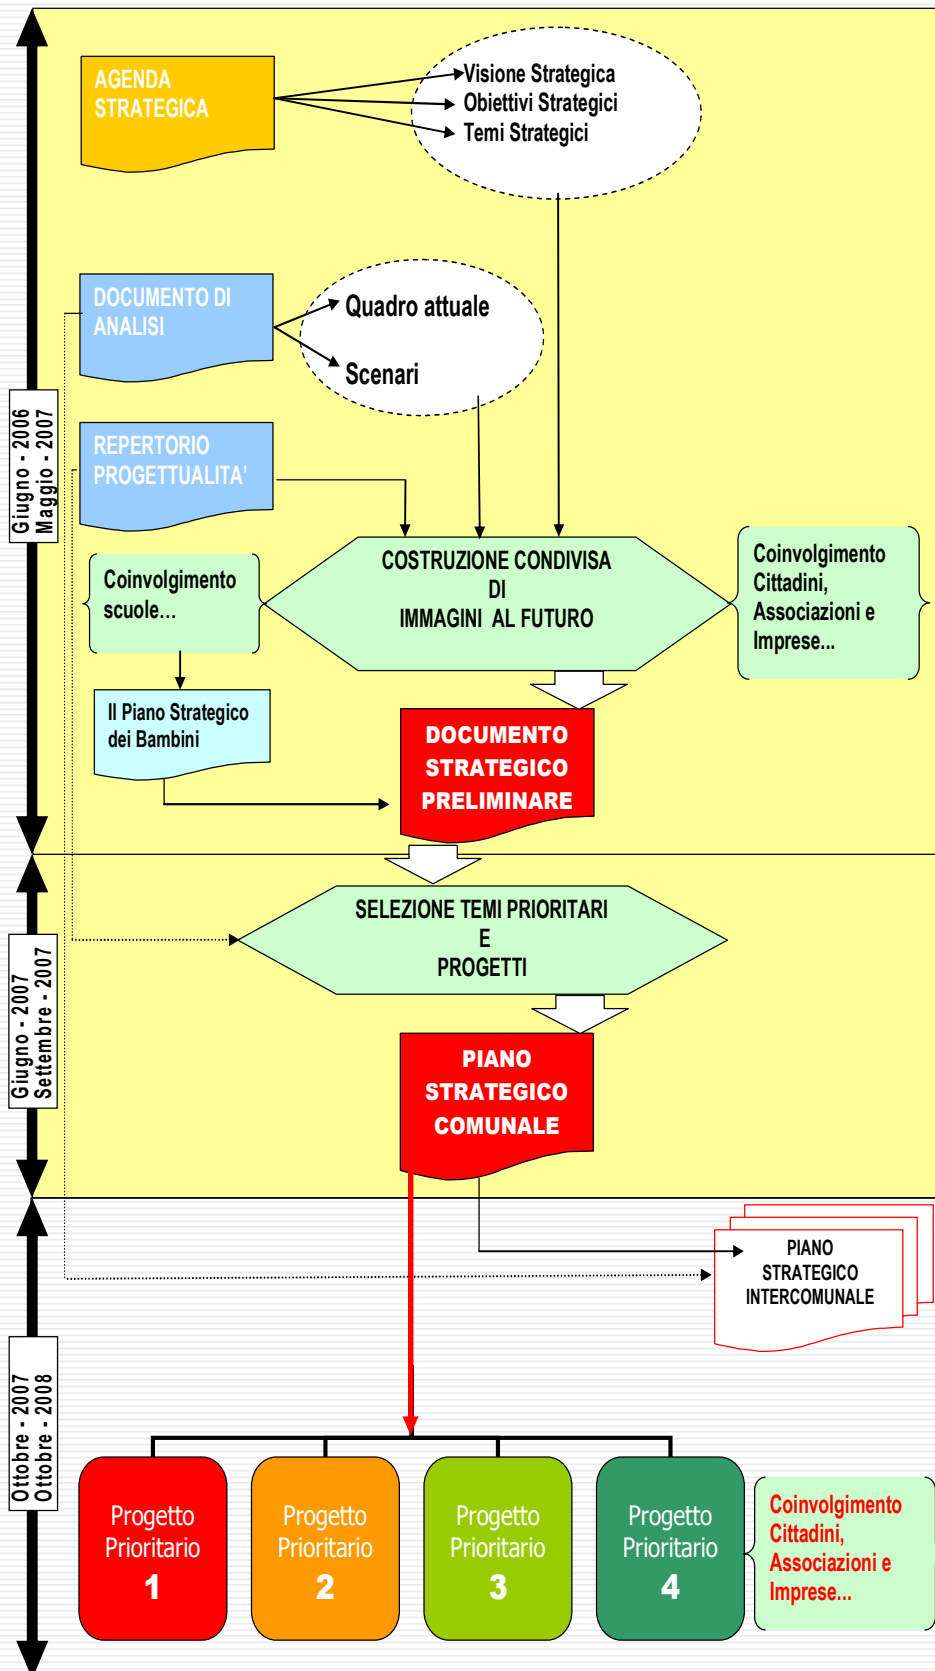 AGENDA
STRATEGICA
Visione Strategica
Obiettivi Strategici
Temi Strategici
DOCUMENTO DI
ANALISI
Quadro attuale
Scenari
Giugno - 2006
Maggio - 2007
REPERTORIO
PROGETTUALITA’
COSTRUZIONE CONDIVISA
DI
IMMAGINI AL FUTURO
Coinvolgimento
scuole...
Coinvolgimento
Cittadini,
Associazioni e
Imprese...
Il Piano Strategico
dei Bambini
DOCUMENTO
STRATEGICO
PRELIMINARE
Giugno - 2007
Settembre - 2007
SELEZIONE TEMI PRIORITARI
E
PROGETTI
PIANO
STRATEGICO
COMUNALE
PIANO
STRATEGICO
INTERCOMUNALE
Ottobre - 2007
Ottobre - 2008
Progetto
Prioritario
1
Progetto
Prioritario
2
Progetto
Prioritario
3
Progetto
Prioritario
4
Coinvolgimento
Cittadini,
Associazioni e
Imprese...